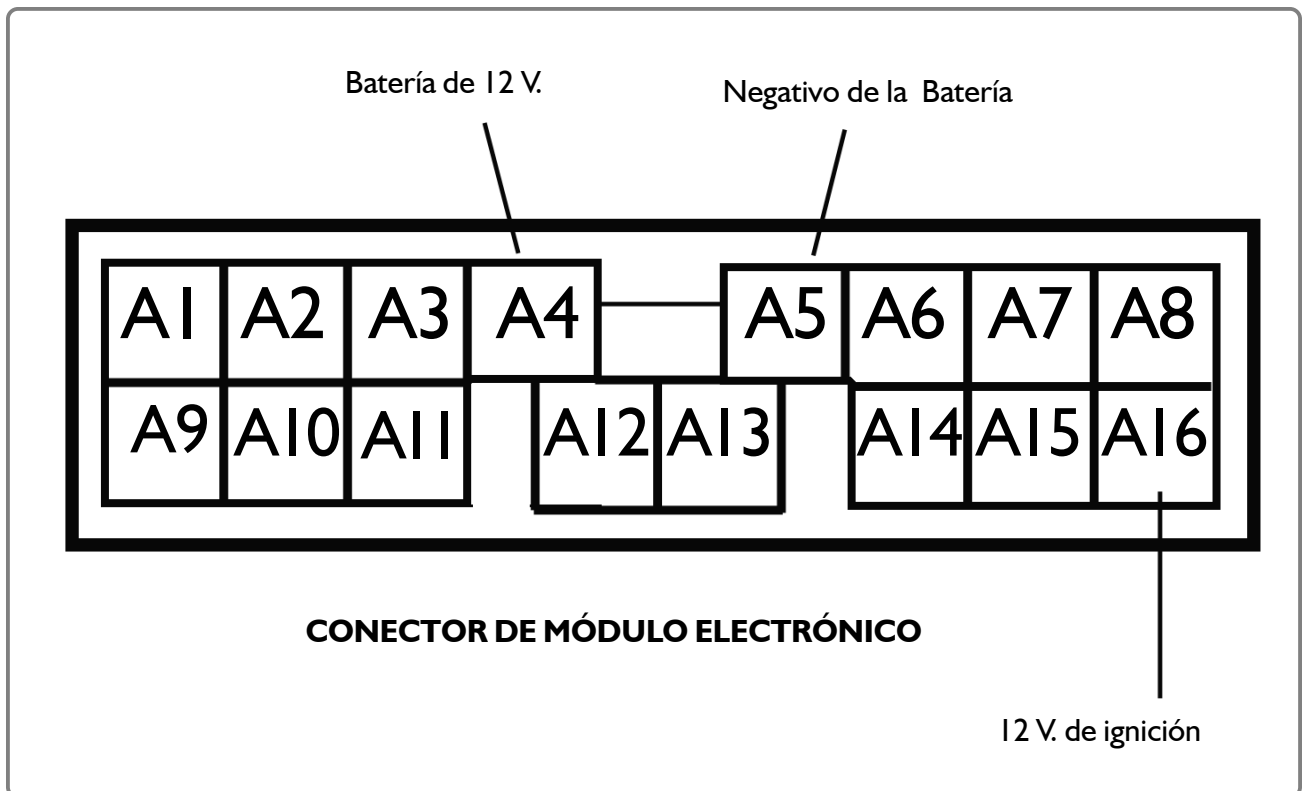 Batería de 12 V.
Negativo de la Batería
A1 A2 A3 A4 A5 A6 A7 A8
A9 A10 A11 A12 A13 A14 A15 A16
CONECTOR DE MÓDULO ELECTRÓNICO
12 V. de ignición